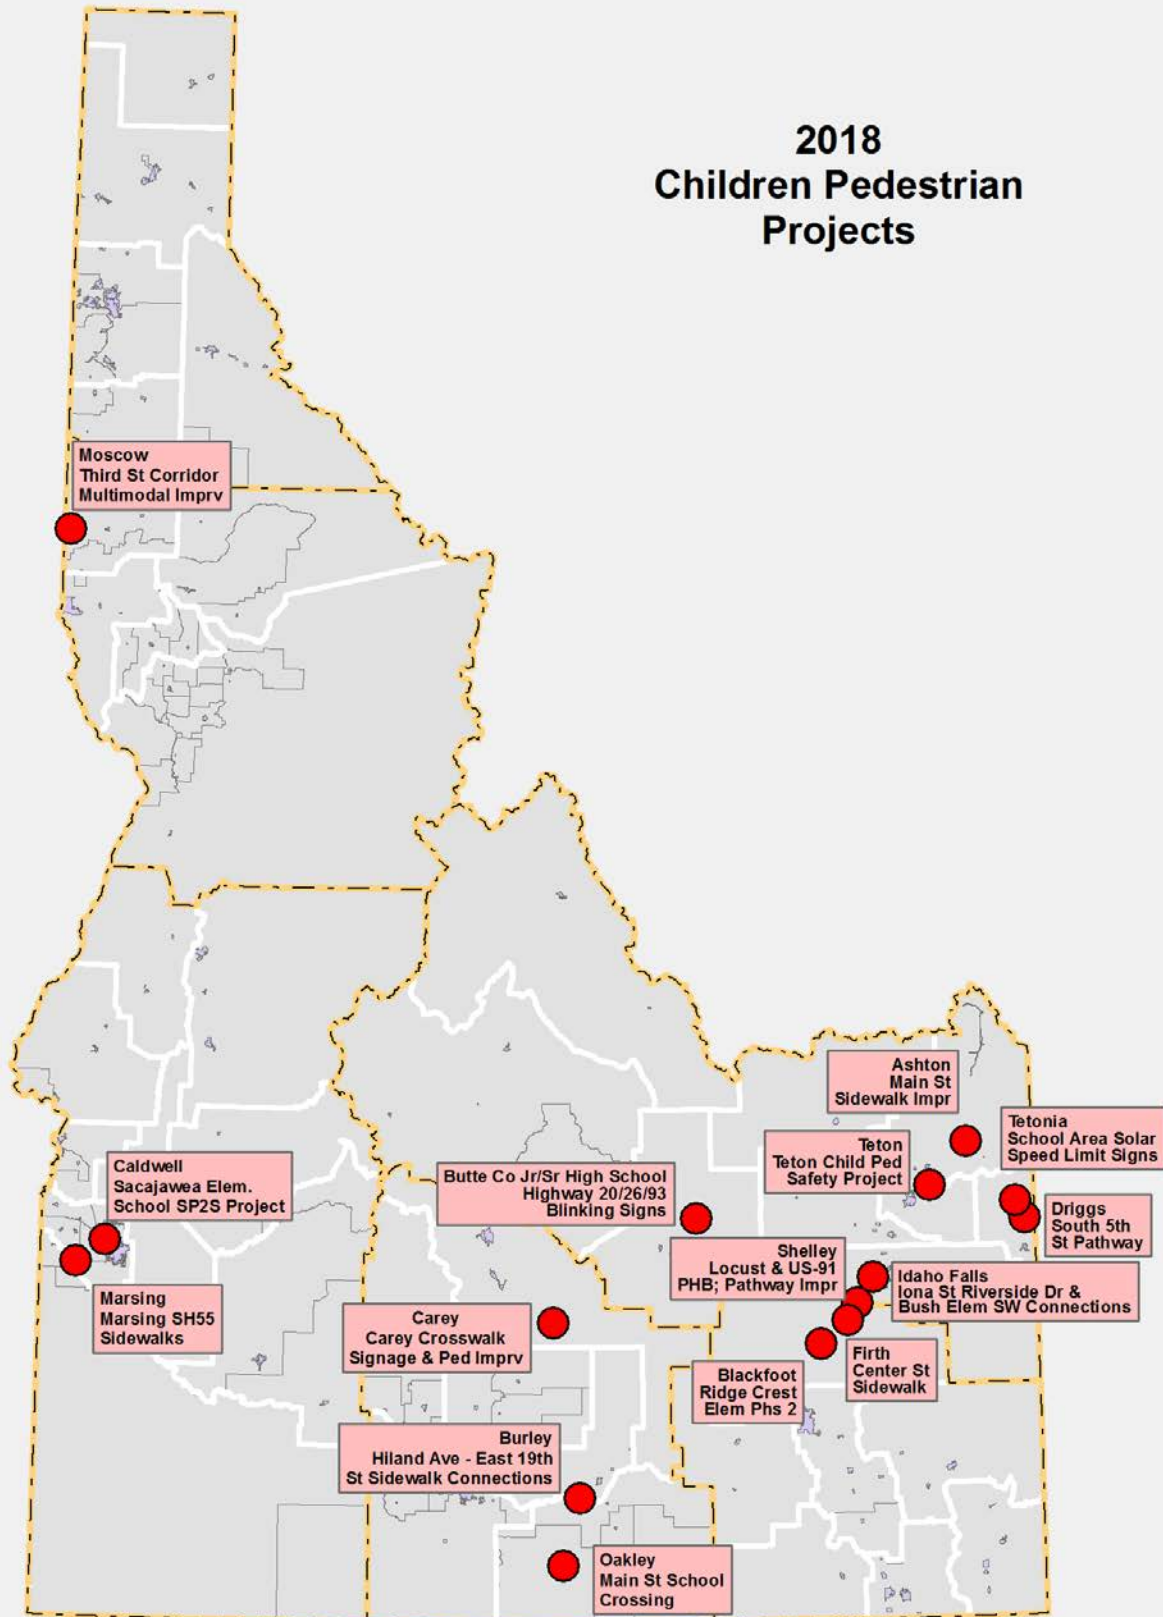 2018
Children Pedestrian
Projects
Moscow
Third St Corridor
Multimodal Imprv
Ashton
Main St
Sidewalk Impr
Tetonia
School Area Solar
Speed Limit Signs
Teton
Teton Child Ped
Safety Project
Caldwell
Sacajawea Elem.
School SP2S Project
Butte Co Jr/Sr High School
Highway 20/26/93
Blinking Signs
Driggs
South 5th
St Pathway
Shelley
Locust & US-91
PHB; Pathway Impr
Idaho Falls
Iona St Riverside Dr &
Bush Elem SW Connections
Marsing
Marsing SH55
Sidewalks
Carey
Carey Crosswalk
Signage & Ped Imprv
Firth
Center St
Sidewalk
Blackfoot
Ridge Crest
Elem Phs 2
Burley
Hiland Ave - East 19th
St Sidewalk Connections
Oakley
Main St School
Crossing